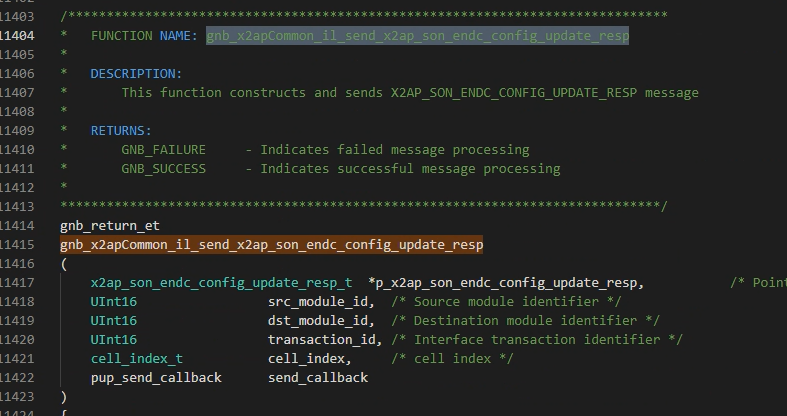 11403 /******************************************************************************
11404 *   FUNCTION NAME: gnb_x2apCommon_il_send_x2ap_son_endc_config_update_resp
11405 *
11406 *   DESCRIPTION:
11407 *       This function constructs and sends X2AP_SON_ENDC_CONFIG_UPDATE_RESP message
11408 *
11409 *   RETURNS:
11410 *       GNB_FAILURE     - Indicates failed message processing
11411 *       GNB_SUCCESS     - Indicates successful message processing
11412 *
11413 ******************************************************************************/
11414 gnb_return_et
11415 gnb_x2apCommon_il_send_x2ap_son_endc_config_update_resp
11416 (
11417     x2ap_son_endc_config_update_resp_t  *p_x2ap_son_endc_config_update_resp,           /* Poin
11418     UInt16                 src_module_id,  /* Source module identifier */
11419     UInt16                 dst_module_id,  /* Destination module identifier */
11420     UInt16                 transaction_id, /* Interface transaction identifier */
11421     cell_index_t           cell_index,     /* cell index */
11422     pup_send_callback      send_callback
11423 )